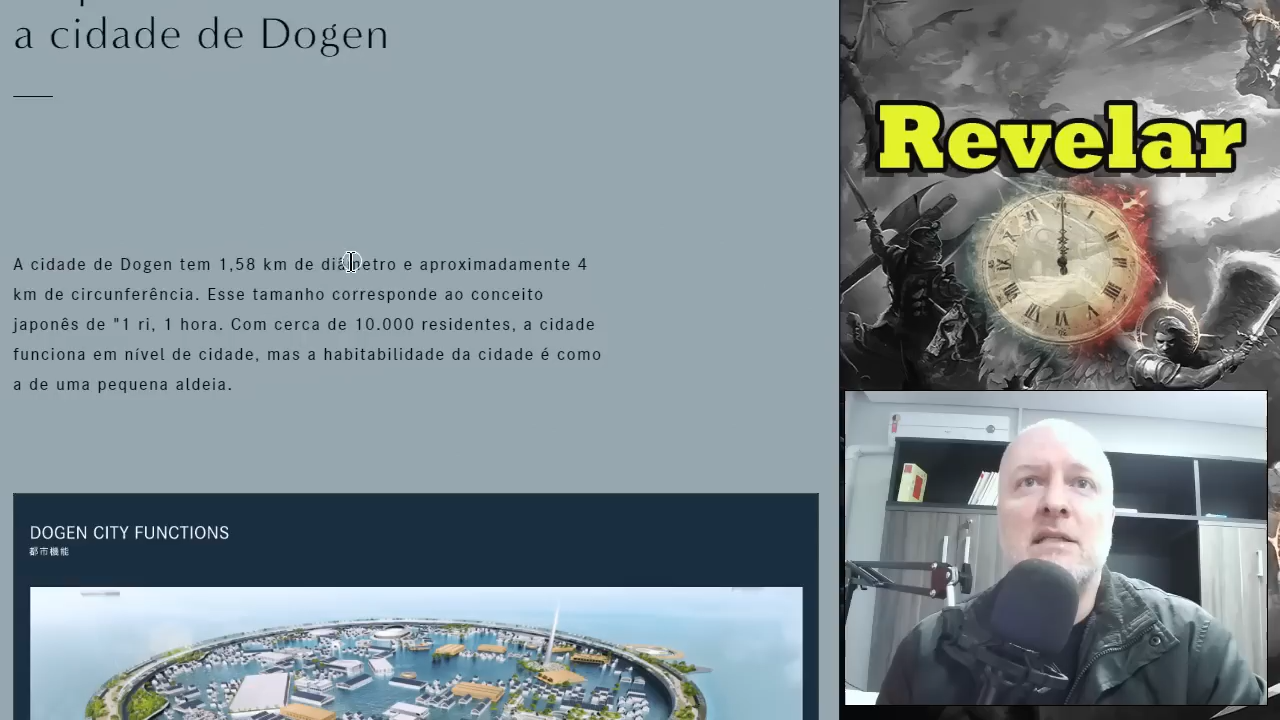 a cidade de Dogen
A cidade de Dogen tem 1,58 km de diâmetro e aproximadamente 4
km de circunferência. Esse tamanho corresponde ao conceito
japonês de "1 ri, 1 hora. Com cerca de 10.000 residentes, a cidade
funciona em nível de cidade, mas a habitabilidade da cidade é como
a de uma pequena aldeia.
DOGEN CITY FUNCTIONS
都市機能
Revelar